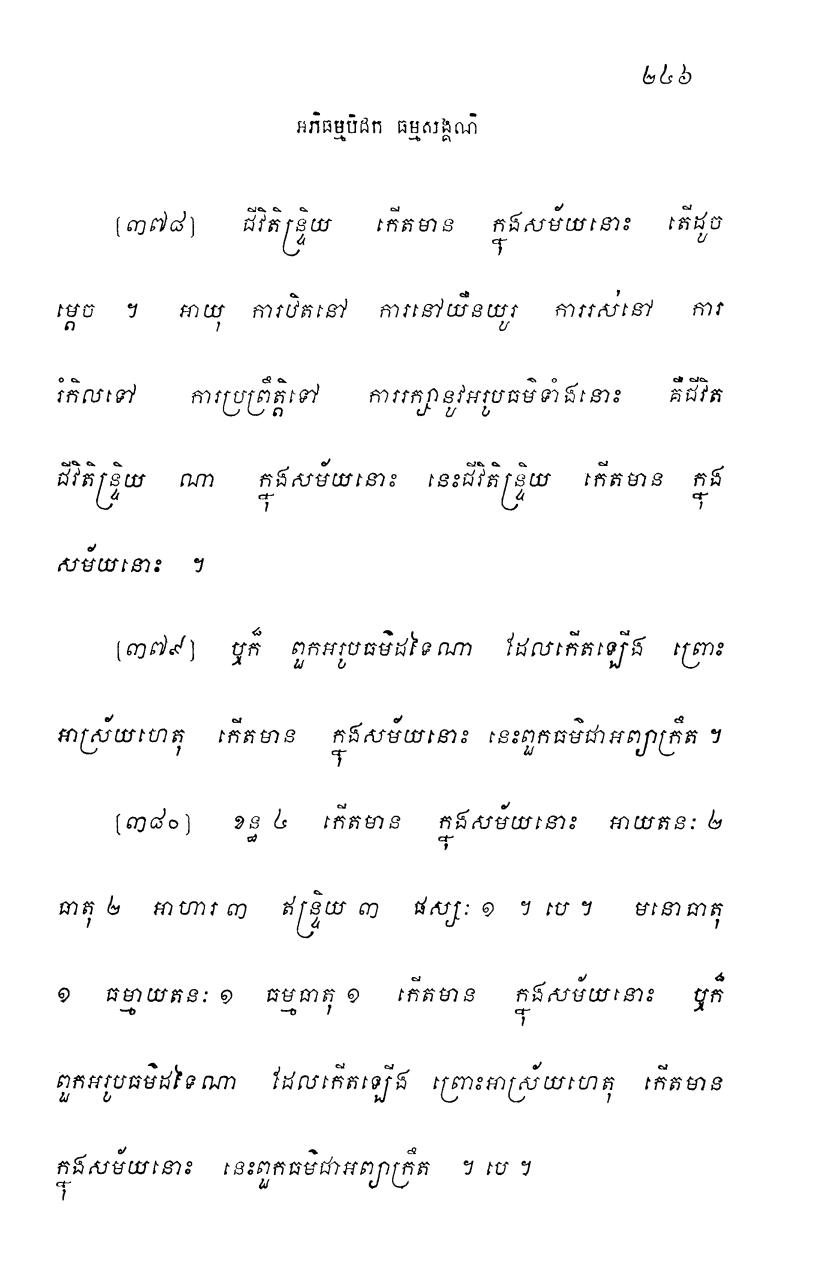 ២៤៦
អភិធម្មបិដក ធម្មសង្គណី
[៣៧៨] ជីវិតិន្ទ្រិយ កើតមាន ក្នុងសម័យនោះ តើដូច
ម្តេច ។ អាយុ ការឋិតនៅ ការនៅយឺនយូរ ការរស់នៅ ការ
រំកិលទៅ ការប្រព្រឹត្តិទៅ ការរក្សានូវអរូបធម៌ទាំងនោះ គឺជីវិត
ជីវិតិន្ទ្រិយ ណា ក្នុងសម័យនោះ នេះជីវិតិន្ទ្រិយ កើតមាន ក្នុង
សម័យនោះ ។
[៣៧៩] ឬក៏ ពួកអរូបធម៌ដទៃណា ដែលកើតឡើង ព្រោះ
អាស្រ័យហេតុ កើតមាន ក្នុងសម័យនោះ នេះពួកធម៌ជាអព្យាក្រឹត ។
[៣៨០] ខន្ធ ៤ កើតមាន ក្នុងសម័យនោះ អាយតនៈ ២
ធាតុ ២ អាហារ ៣ ឥន្ទ្រិយ ៣ ផស្សៈ ១ ។ បេ ។ មនោធាតុ
១ ធម្មាយតនៈ ១ ធម្មធាតុ ១ កើតមាន ក្នុងសម័យនោះ ឬក៏
ពួកអរូបធម៌ដទៃណា ដែលកើតឡើង ព្រោះអាស្រ័យហេតុ កើតមាន
ក្នុងសម័យនោះ នេះពួកធម៌ជាអព្យាក្រឹត ។ បេ ។